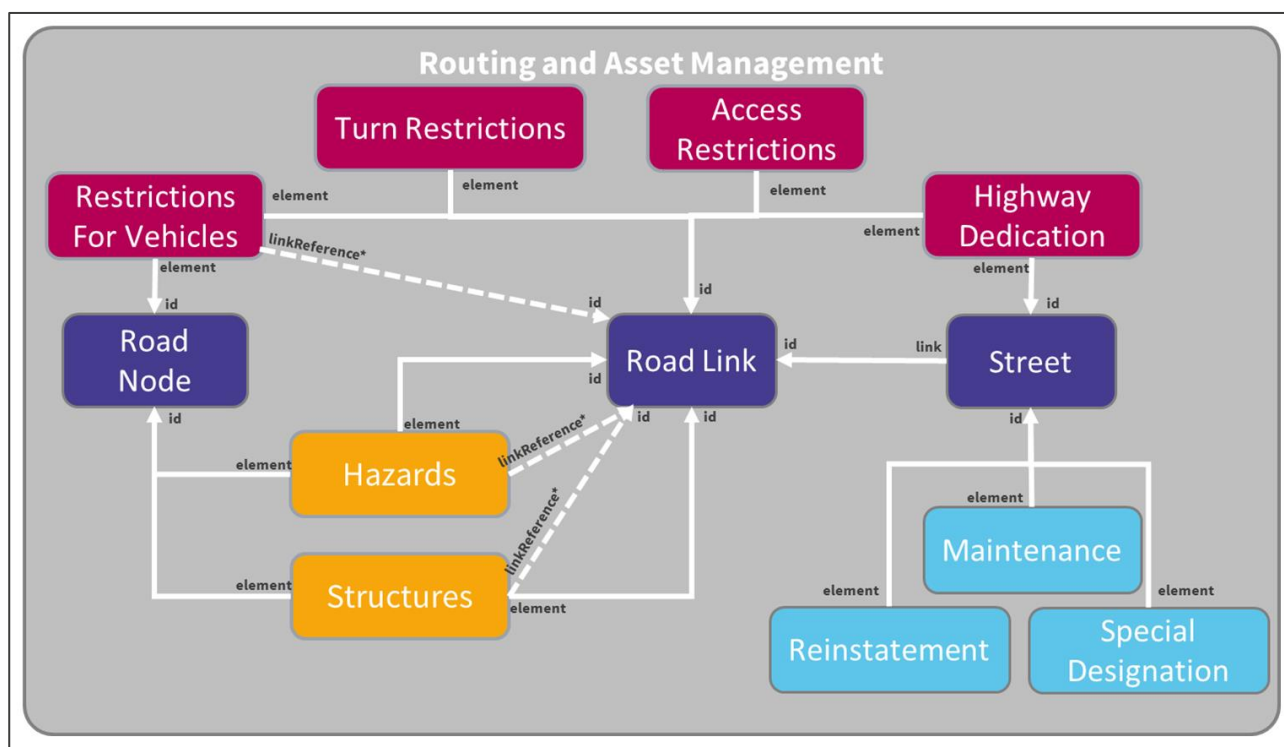 Routing and Asset Management
Turn Restrictions
Access
Restrictions
Restrictions
For Vehicles
Highway
Dedication
element
element
element
element
linkReference*
element
element
id
id
id
id
Road
Node
Road Link
Street
id
link
id
id
id
id
id
element
linkReference*
element
Hazards
linkReference*
element
Maintenance
element
element
element
Structures
element
Reinstatement
Special
Designation